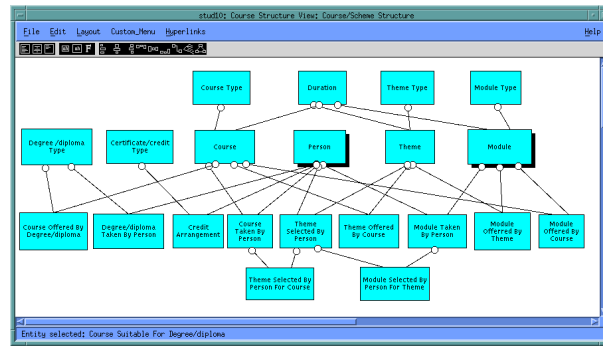 stud10: Course Structure View: Course/Scheme Structure
File Edit Layout Custom_Menu Hyperlinks Help
Course Type
Duration
Theme Type
Module Type
Degree /diploma
Type
Certificate/credit
Type
Course
Person
Theme
Module
Course Offered By
Degree/diploma
Degree/diploma
Taken By Person
Credit
Arrangement
Course
Taken By
Person
Theme
Selected By
Person
Theme Offered
By Course
Module Taken
By Person
Module
Offerred By
Theme
Module
Offered By
Course
Theme Selected By
Person For Course
Module Selected By
Person For Theme
Entity selected: Course Suitable For Degree/diploma